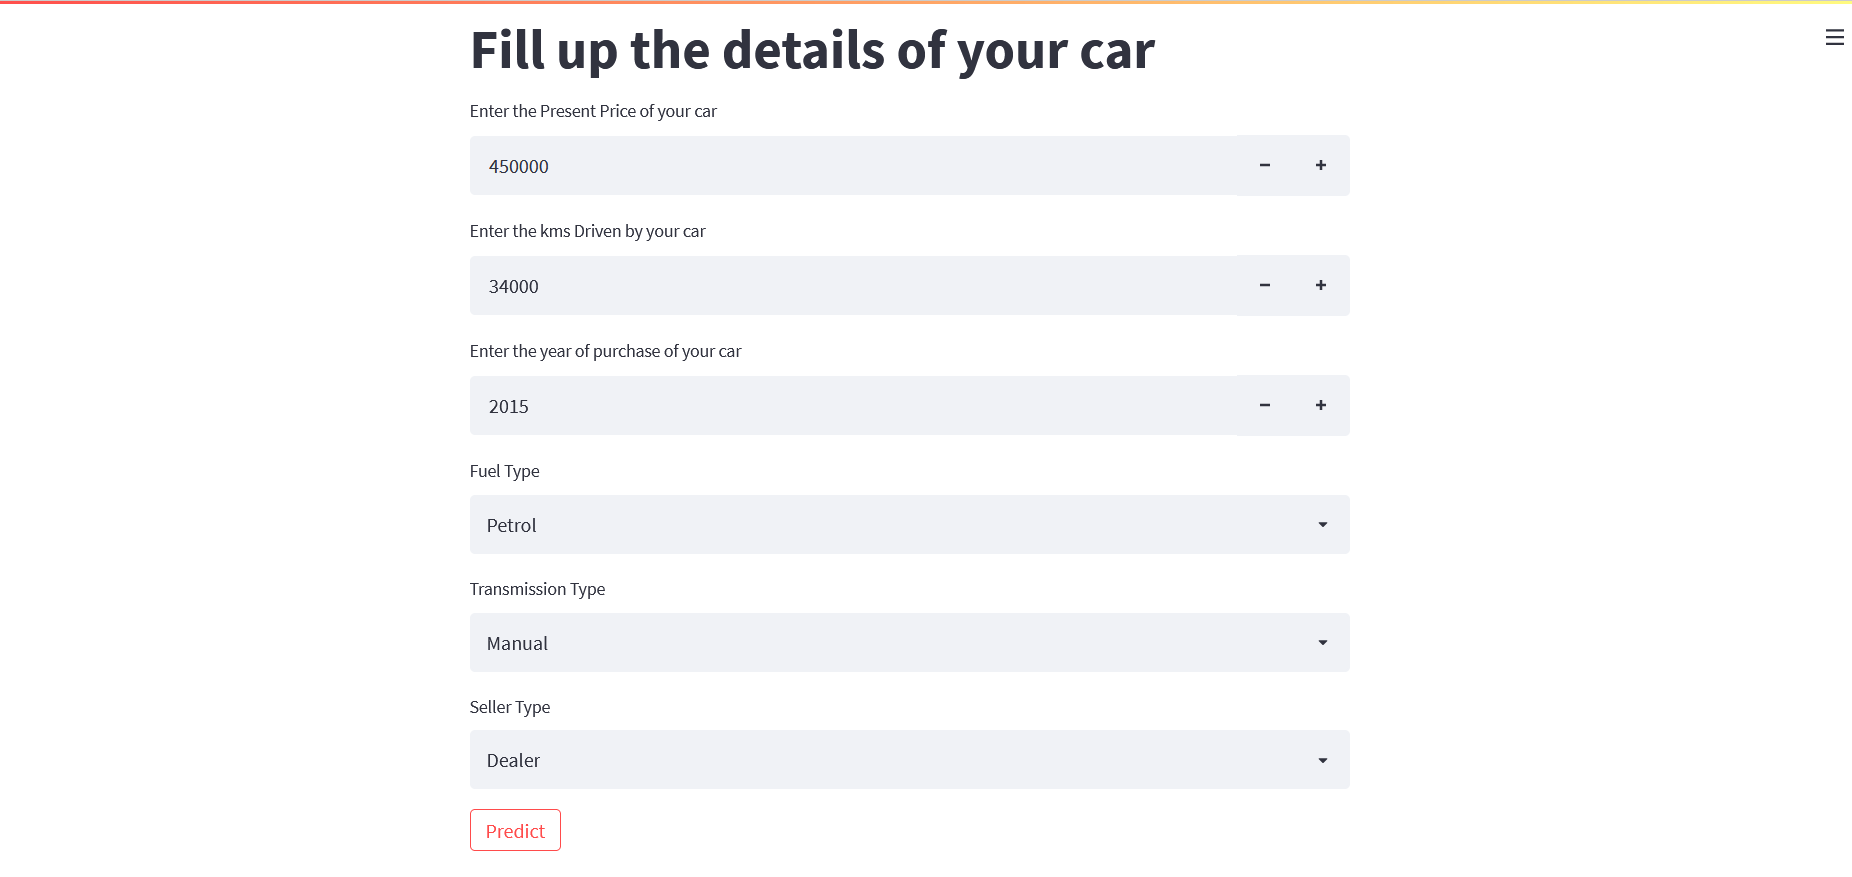 Fill up the details of your car
Enter the Present Price of your car
450000
Enter the kms Driven by your car
34000
Enter the year of purchase of your car
2015
Fuel Type
Petrol
Transmission Type
Manual
Seller Type
Dealer
Predict